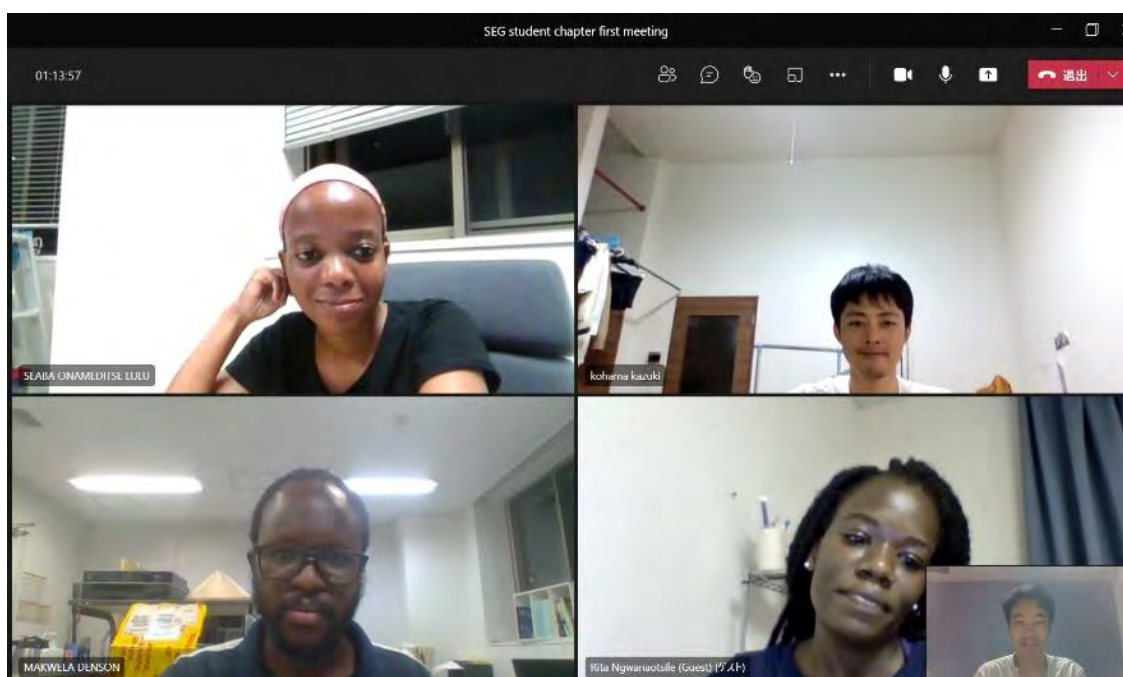 SEG student chapter first meeting
01:13:57
退出
SEABA ONAMEDITSE LULU
kohama kazuki
MAKWELA DENSON
Rita Ngwanaotsile (Guest) (ゲスト)